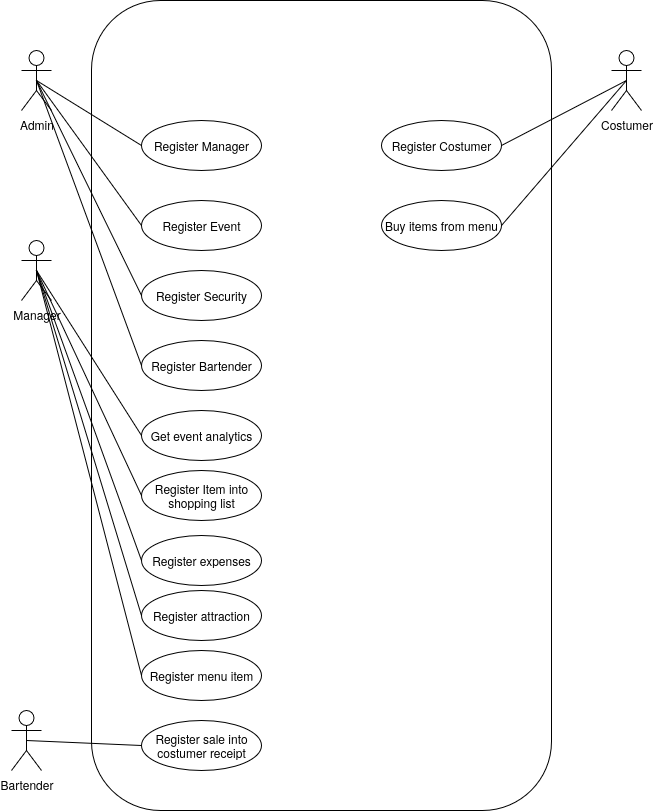 Admin
Costumer
Register Manager
Register Costumer
Register Event
Buy items from menu
Manager
Register Security
Register Bartender
Get event analytics
Register Item into
shopping list
Register expenses
Register attraction
Register menu item
Bartender
Register sale into
costumer receipt